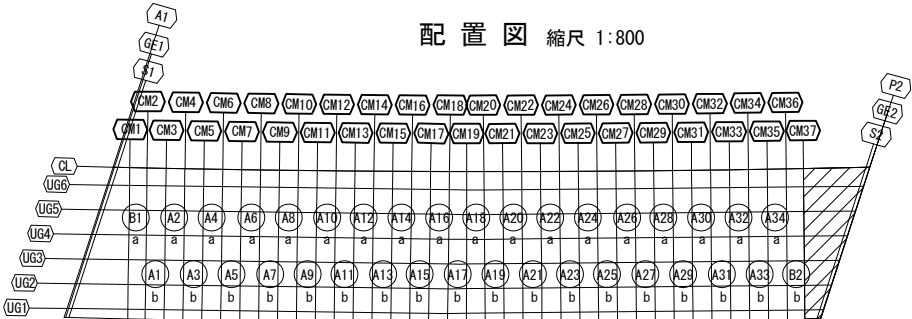 配置図 縮尺 1:800
A1
GE1
S1
P2
GE2
S2
CM2 CM4 CM6 CM8 CM10 CM12 CM14 CM16 CM18 CM20 CM22 CM24 CM26 CM28 CM30 CM32 CM34 CM36
CM1 CM3 CM5 CM7 CM9 CM11 CM13 CM15 CM17 CM19 CM21 CM23 CM25 CM27 CM29 CM31 CM33 CM35 CM37
CL
UG6
UG5
B1 A2 A4 A6 A8 A10 A12 A14 A16 A18 A20 A22 A24 A26 A28 A30 A32 A34
UG4
a a a a a a a a a a a a a a a a a a
UG3
UG2
A1 A3 A5 A7 A9 A11 A13 A15 A17 A19 A21 A23 A25 A27 A29 A31 A33 B2
b b b b b b b b b b b b b b b b b b
UG1